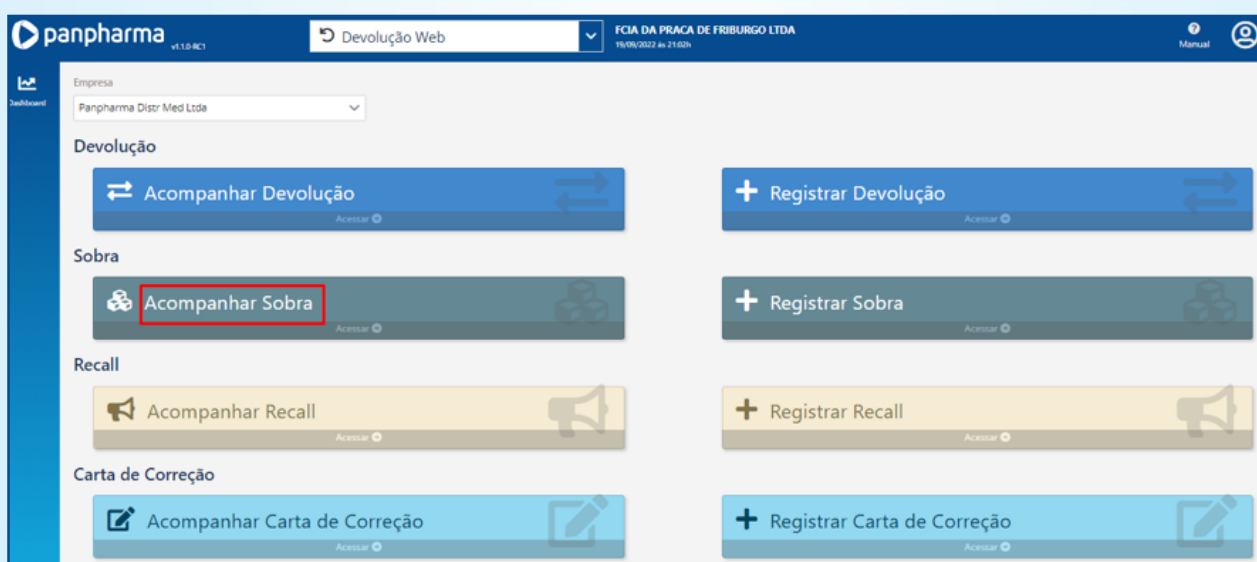 panpharma v1.1.0-RC1
Devolução Web
FCIA DA PRACA DE FRIBURGO LTDA
19/09/2022 às 21:02h
Manual
Dashboard
Empresa
Panpharma Distr Med Ltda
Devolução
Acompanhar Devolução
Acessar
Registrar Devolução
Acessar
Sobra
Acompanhar Sobra
Acessar
Registrar Sobra
Acessar
Recall
Acompanhar Recall
Acessar
Registrar Recall
Acessar
Carta de Correção
Acompanhar Carta de Correção
Acessar
Registrar Carta de Correção
Acessar